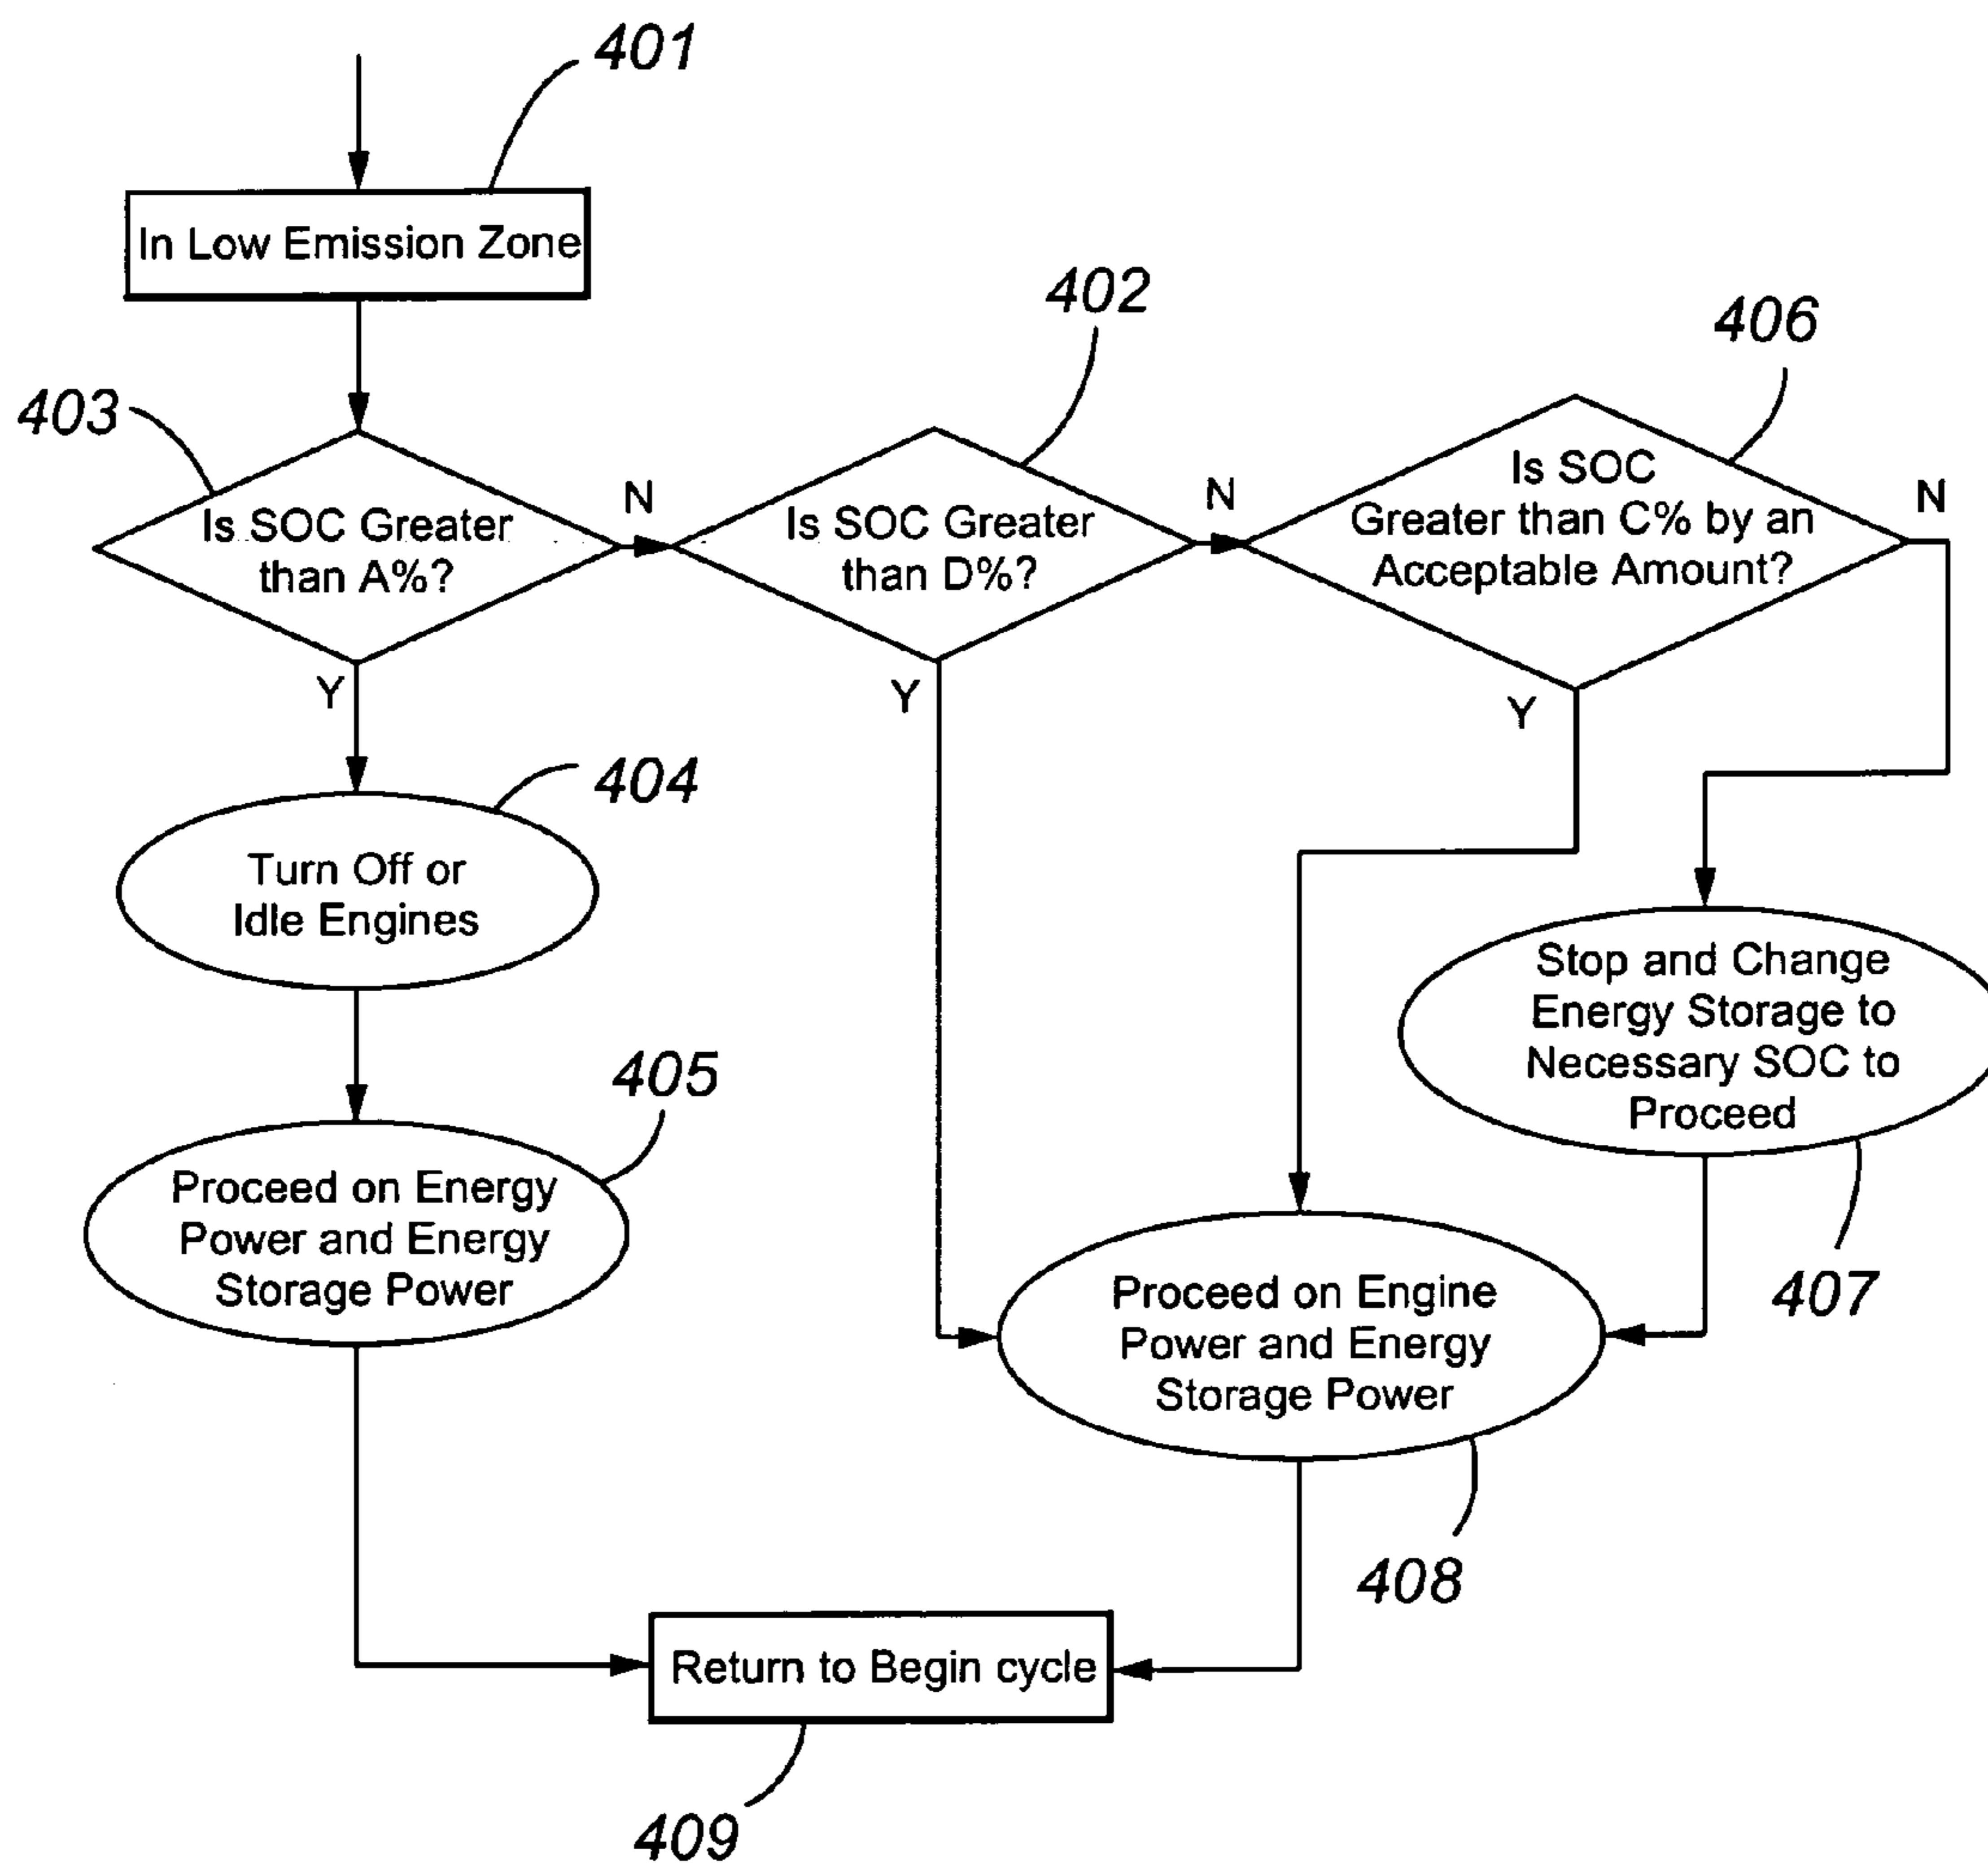 401
In Low Emission Zone
402
406
403
Is SOC Greater
than A%?
N
Is SOC Greater
than D%?
N
Is SOC
Greater than C% by an
Acceptable Amount?
N
Y
Y
Y
404
Turn Off or
Idle Engines
Stop and Change
Energy Storage to
Necessary SOC to
Proceed
405
Proceed on Energy
Power and Energy
Storage Power
407
Proceed on Engine
Power and Energy
Storage Power
408
Return to Begin cycle
409